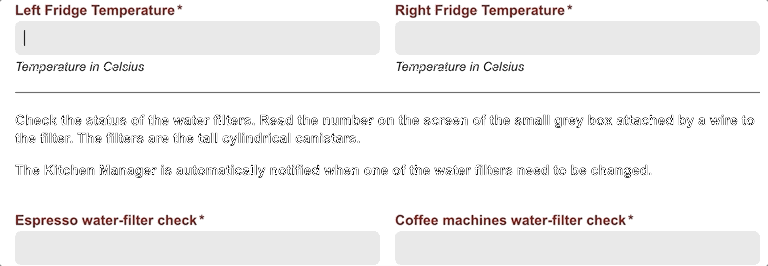 Left Fridge Temperature* Right Fridge Temperature*
Temperature in Celsius Temperature in Celsius
Check the status of the water filters. Read the number on the screen of the small grey box attached by a wire to
the filter. The filters are the tall cylindrical canistars.
The Kitchen Manager is automatically notified when one of the water filters need to be changed.
Espresso water-filter check* Coffee machines water-filter check*